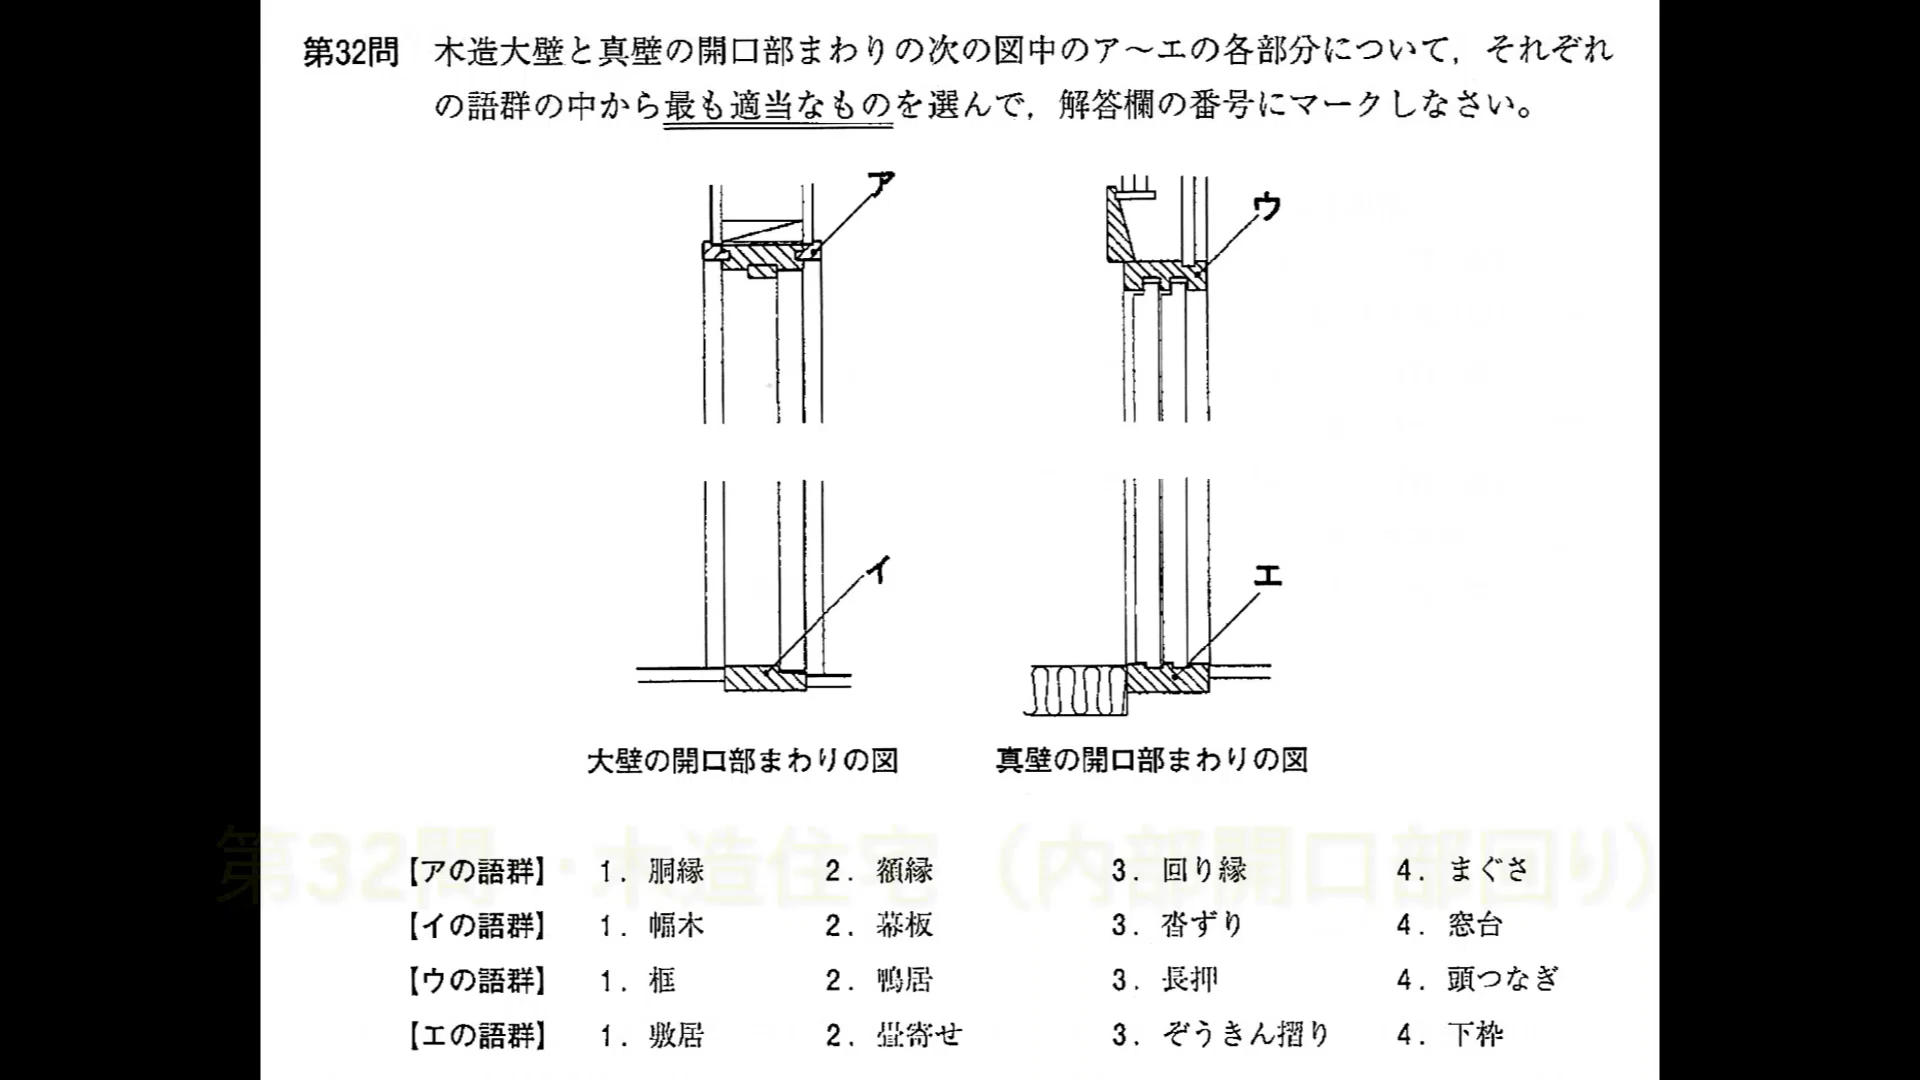 第32問 木造大壁と真壁の開口部まわりの次の図中のア〜エの各部分について，それぞれ
の語群の中から最も適当なものを選んで，解答欄の番号にマークしなさい。
ア
ウ
イ
エ
大壁の開口部まわりの図
真壁の開口部まわりの図
第32問・木造住宅（内部開口部回り）
【アの語群】 1．胴縁 2．額縁 3．回り縁 4．まぐさ
【イの語群】 1．幅木 2．幕板 3．沓ずり 4．窓台
【ウの語群】 1．框 2．鴨居 3．長押 4．頭つなぎ
【エの語群】 1．敷居 2．畳寄せ 3．ぞうきん摺り 4．下枠